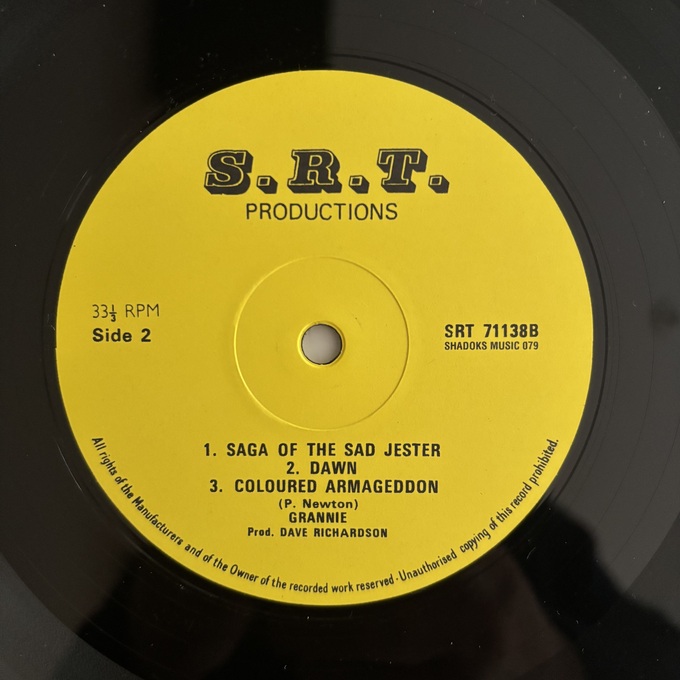 S.R.T.
PRODUCTIONS
33⅓ RPM
Side 2
SRT 71138B
SHADOKS MUSIC 079
1. SAGA OF THE SAD JESTER
2. DAWN
3. COLOURED ARMAGEDDON
(P. Newton)
GRANNIE
Prod. DAVE RICHARDSON
All rights of the Manufacturers and of the Owner of the recorded work reserved · Unauthorised copying of this record prohibited.